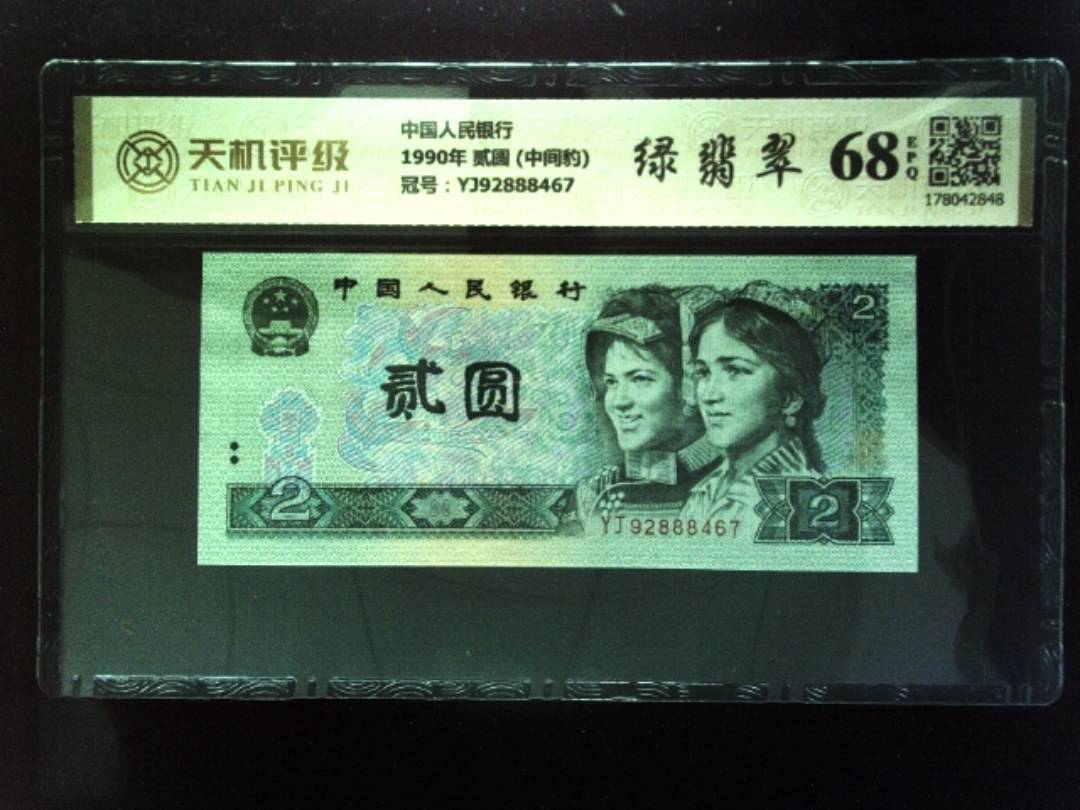 天机评级
TIAN JI PING JI
中国人民银行
1990年 贰圆 (中间豹)
冠号：YJ92888467
绿翡翠
68
EPQ
178042848
中国人民银行
2
贰圆
2
YJ92888467
2